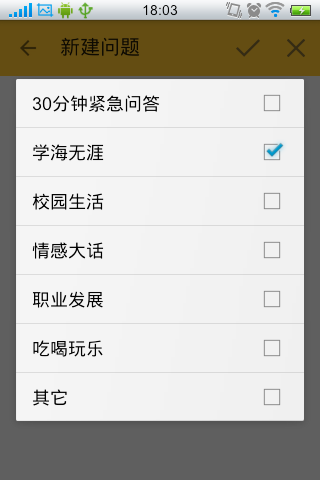 18:03
新建问题
30分钟紧急问答
学海无涯
校园生活
情感大话
职业发展
吃喝玩乐
其它